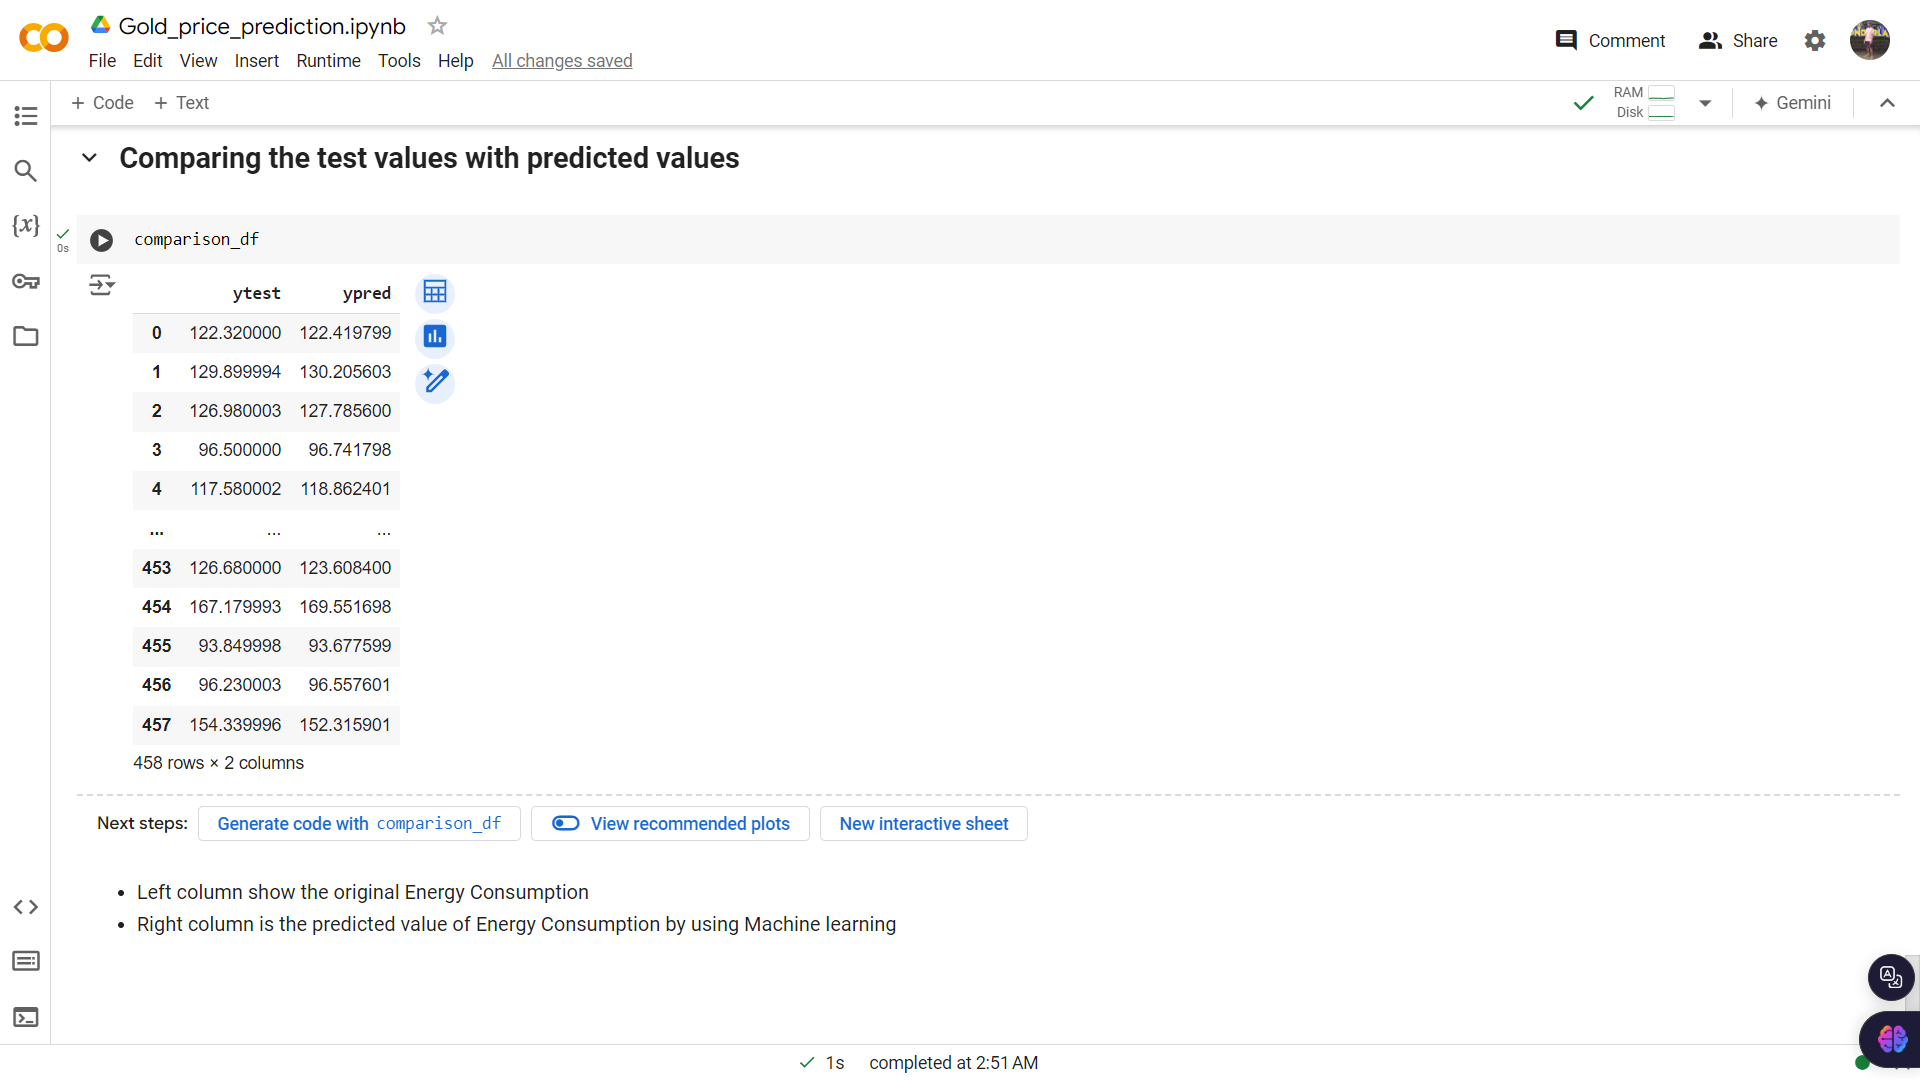 Gold_price_prediction.ipynb
File Edit View Insert Runtime Tools Help All changes saved
Comment Share
+ Code + Text
RAM
Disk
Gemini
Comparing the test values with predicted values
0s
comparison_df
ytest ypred
0 122.320000 122.419799
1 129.899994 130.205603
2 126.980003 127.785600
3 96.500000 96.741798
4 117.580002 118.862401
... ... ...
453 126.680000 123.608400
454 167.179993 169.551698
455 93.849998 93.677599
456 96.230003 96.557601
457 154.339996 152.315901
458 rows × 2 columns
Next steps: Generate code with comparison_df View recommended plots New interactive sheet
• Left column show the original Energy Consumption
• Right column is the predicted value of Energy Consumption by using Machine learning
1s completed at 2:51 AM